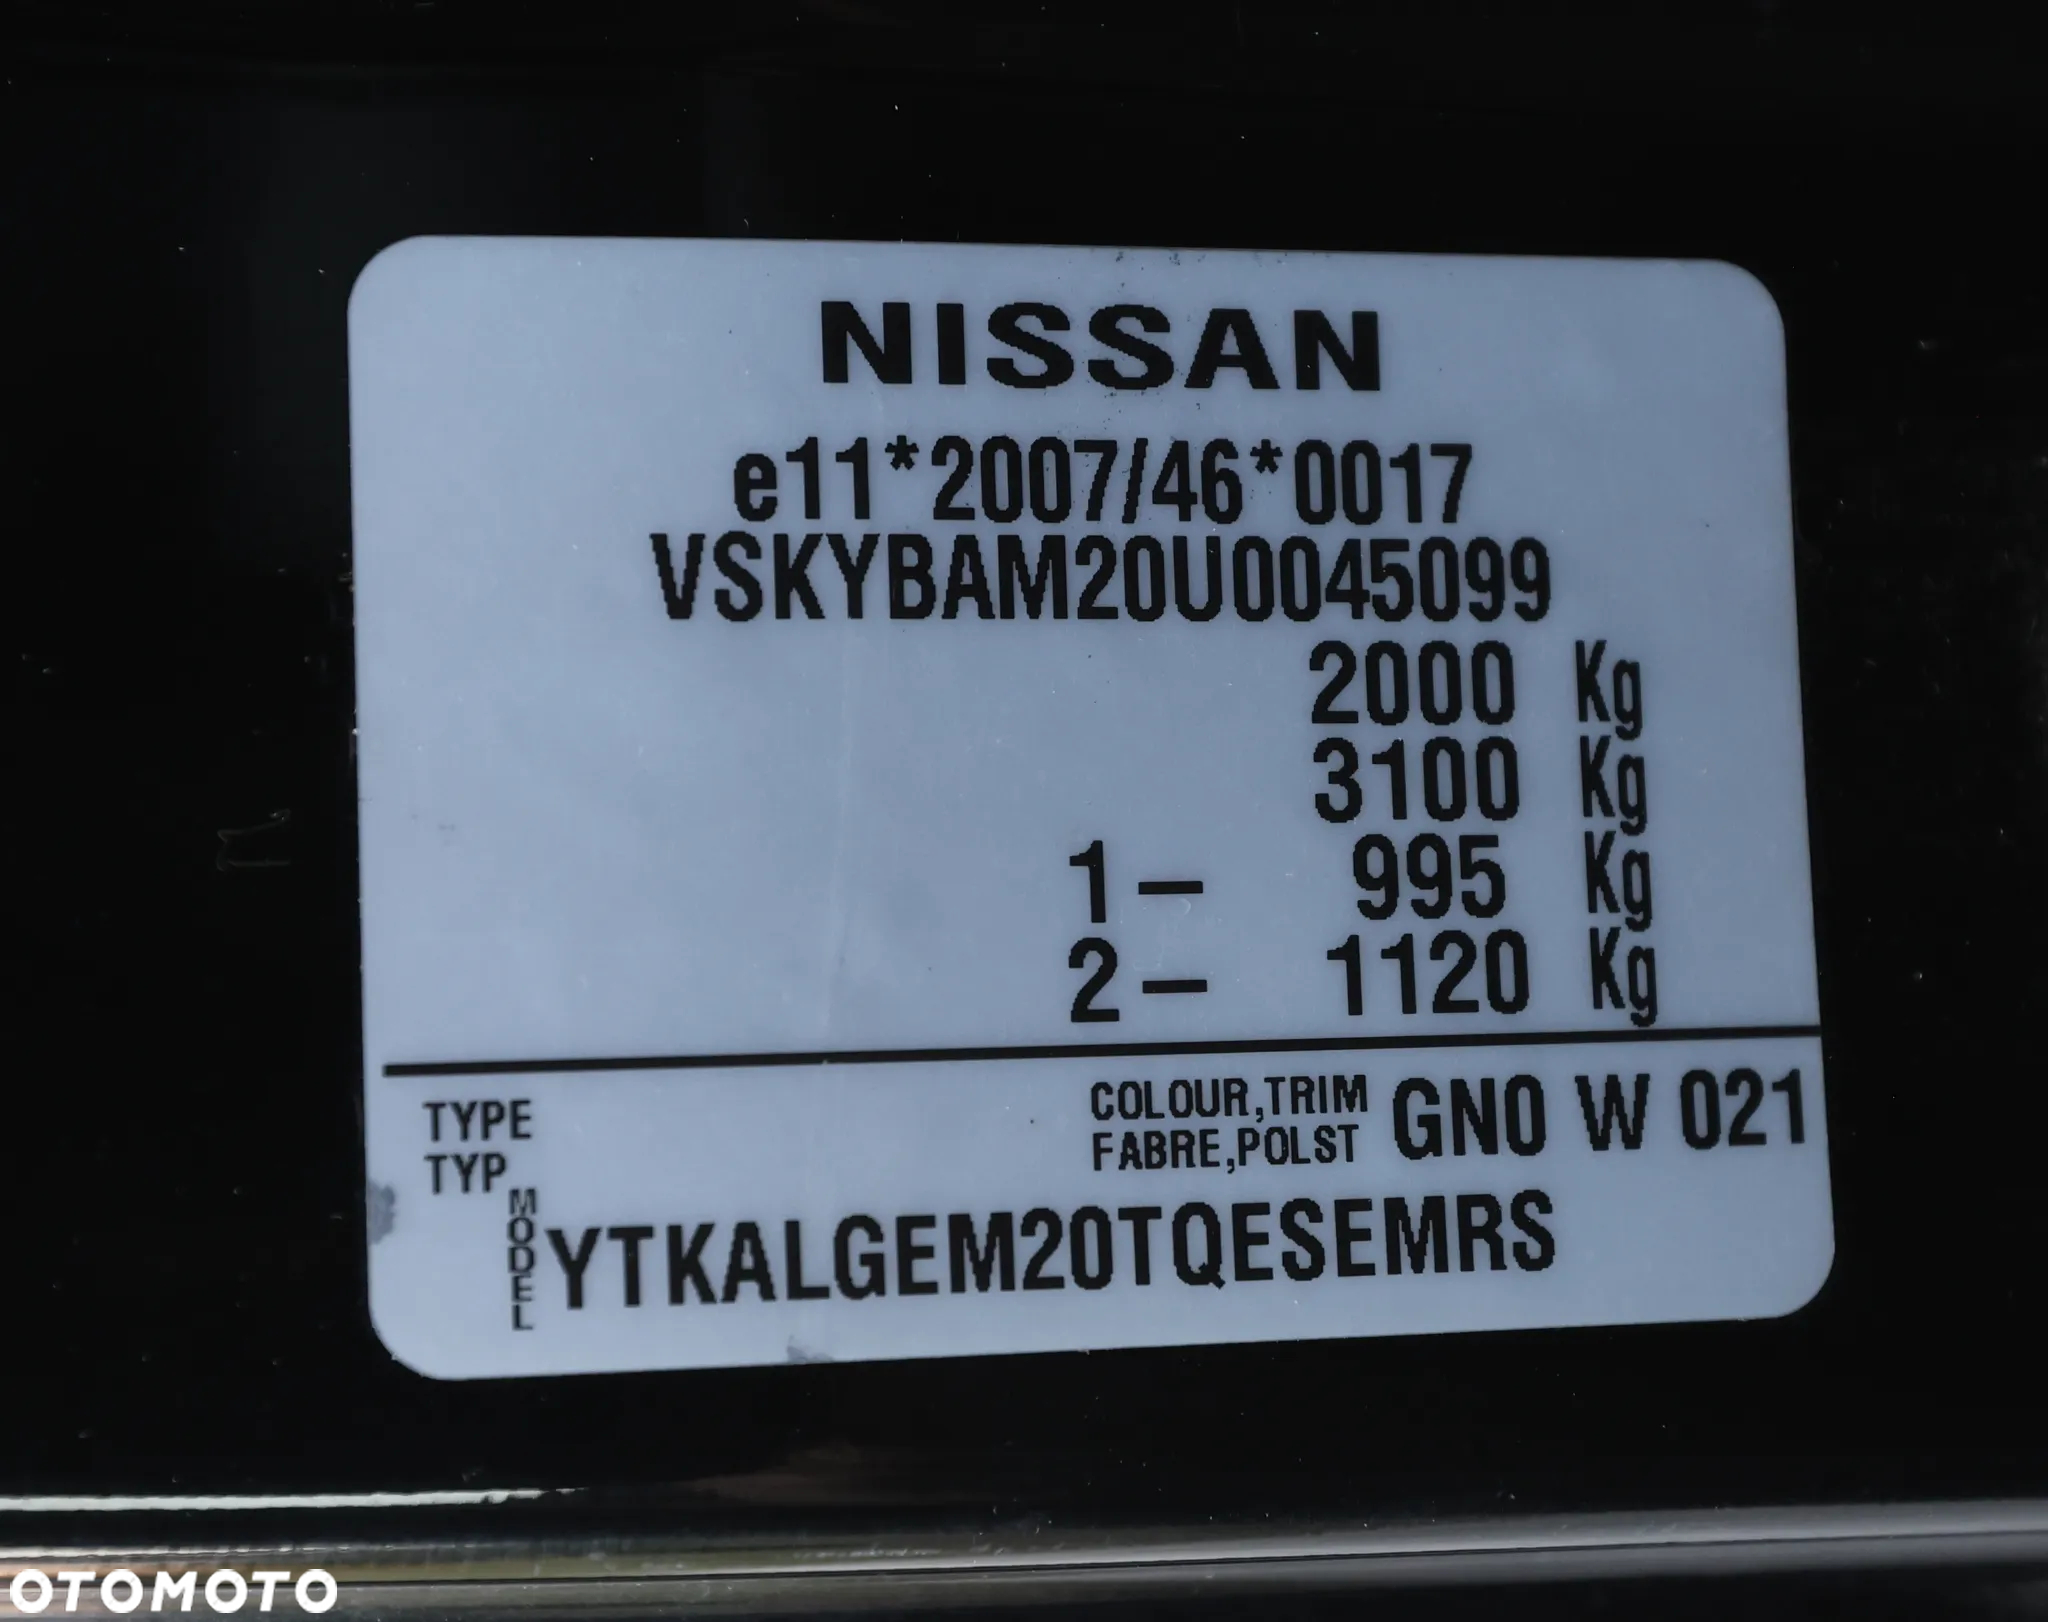 NISSAN
e11*2007/46*0017
VSKYBAM20U0045099
2000 Kg
3100 Kg
1- 995 Kg
2- 1120 Kg
TYPE
TYP
COLOUR,TRIM
FABRE,POLST
GN0 W 021
MODEL
YTKALGEM20TQESEMRS
OTOMOTO